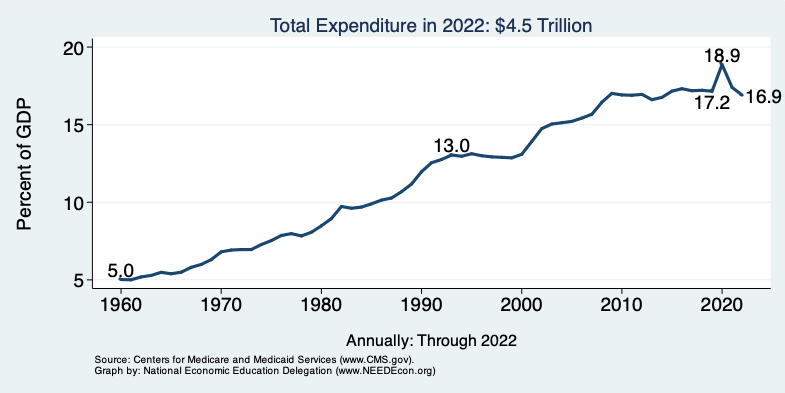 Total Expenditure in 2022: $4.5 Trillion
Percent of GDP
20
15
10
5
5.0
13.0
18.9
17.2
16.9
1960 1970 1980 1990 2000 2010 2020
Annually: Through 2022
Source: Centers for Medicare and Medicaid Services (www.CMS.gov).
Graph by: National Economic Education Delegation (www.NEEDEcon.org)